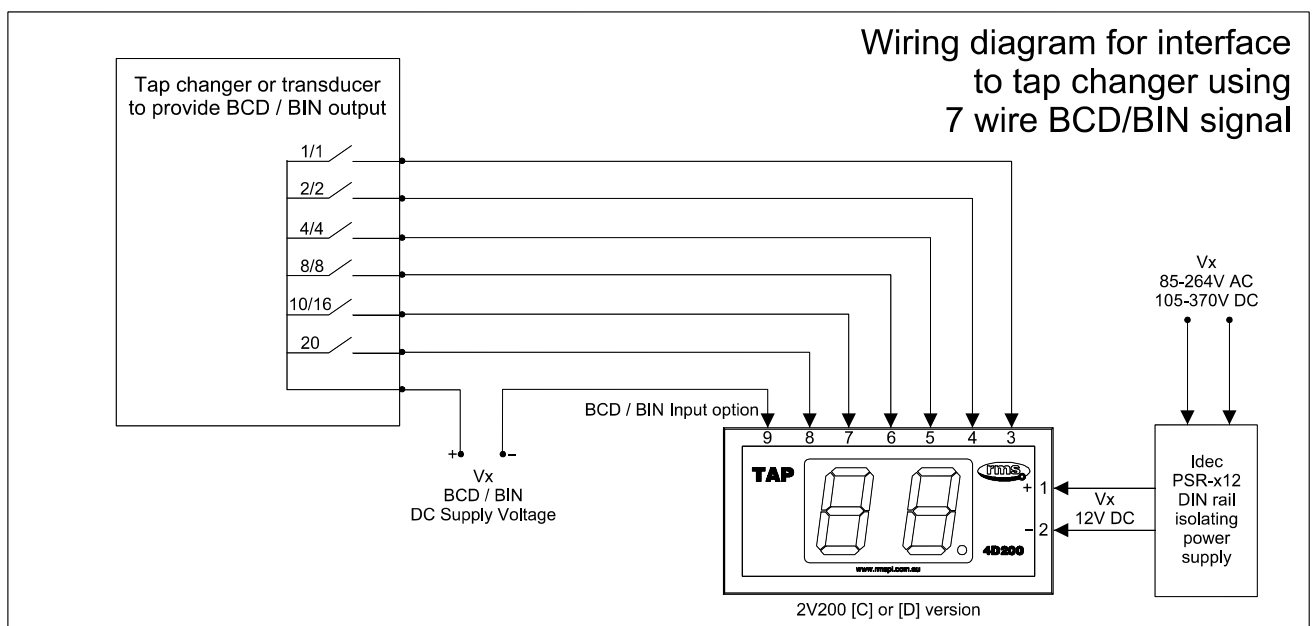 Wiring diagram for interface
to tap changer using
7 wire BCD/BIN signal
Tap changer or transducer
to provide BCD / BIN output
1/1
2/2
4/4
8/8
10/16
20
BCD / BIN Input option
+
-
Vx
BCD / BIN
DC Supply Voltage
9 8 7 6 5 4 3
TAP
rms
4D200
www.rmspl.com.au
+ 1
- 2
2V200 [C] or [D] version
Vx
12V DC
Vx
85-264V AC
105-370V DC
Idec
PSR-x12
DIN rail
isolating
power
supply